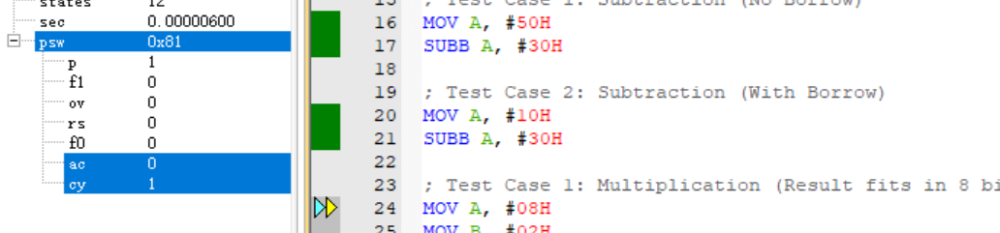 states 12
sec 0.00000600
psw 0x81
p 1
f1 0
ov 0
rs 0
f0 0
ac 0
cy 1
15 ; Test Case 1: Subtraction (No Borrow)
16 MOV A, #50H
17 SUBB A, #30H
18
19 ; Test Case 2: Subtraction (With Borrow)
20 MOV A, #10H
21 SUBB A, #30H
22
23 ; Test Case 1: Multiplication (Result fits in 8 bi
24 MOV A, #08H
25 MOV B, #02H